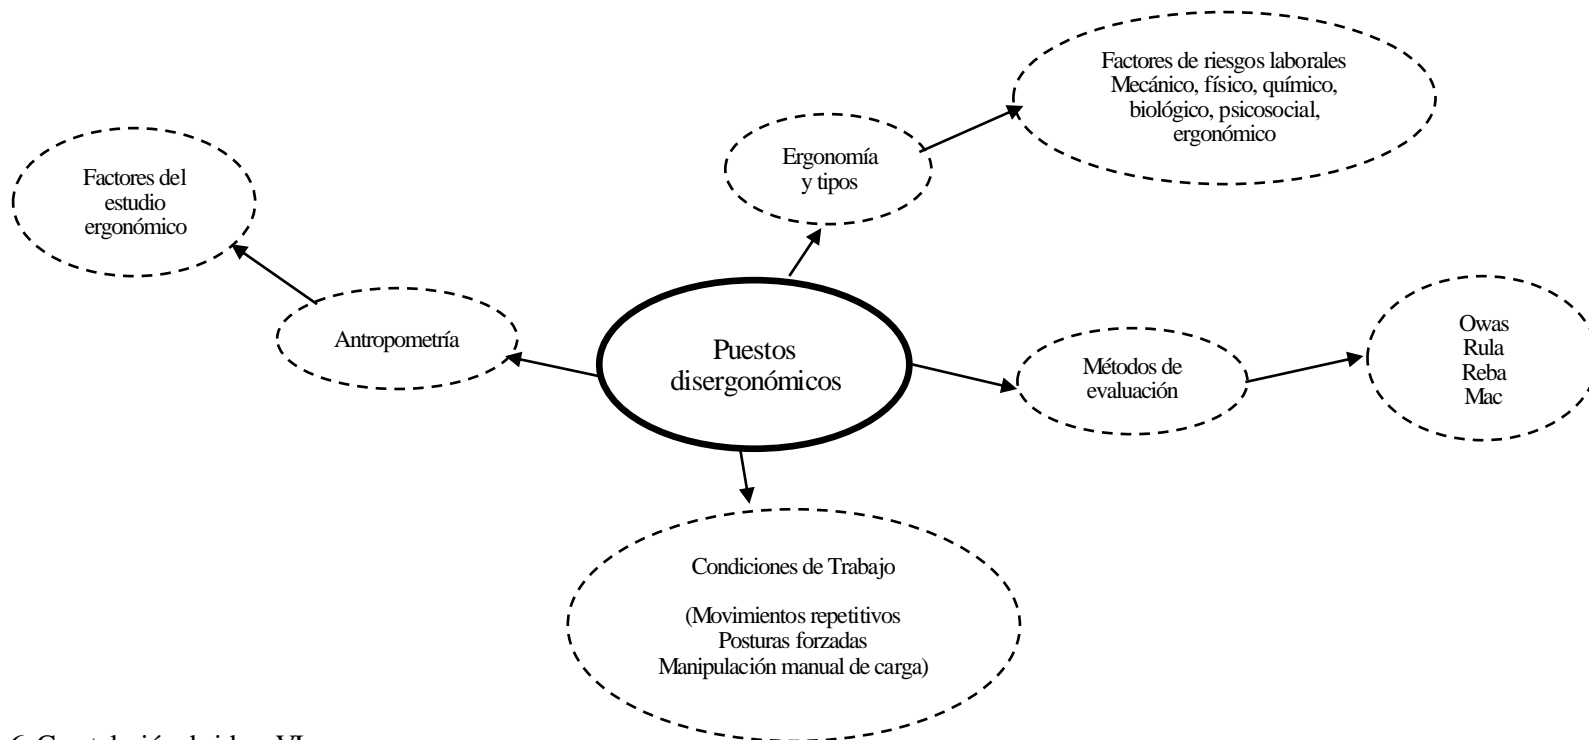 Factores de riesgos laborales
Mecánico, físico, químico,
biológico, psicosocial,
ergonómico
Ergonomía
y tipos
Factores del
estudio
ergonómico
Antropometría
Puestos
disergonómicos
Métodos de
evaluación
Owas
Rula
Reba
Mac
Condiciones de Trabajo
(Movimientos repetitivos
Posturas forzadas
Manipulación manual de carga)